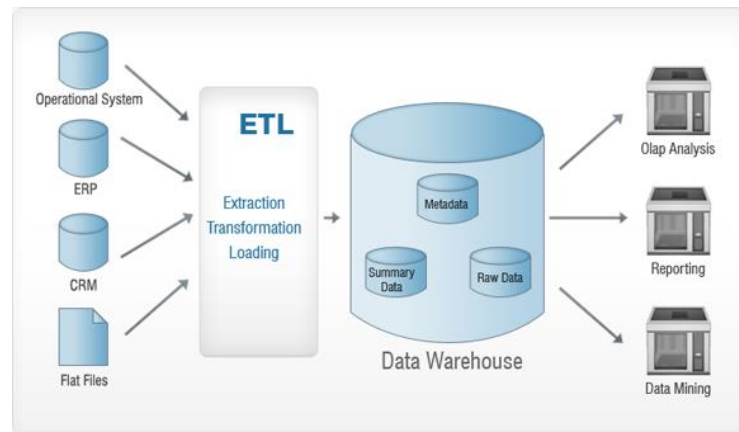 Operational System
ERP
CRM
Flat Files
ETL
Extraction
Transformation
Loading
Metadata
Summary
Data
Raw Data
Data Warehouse
Olap Analysis
Reporting
Data Mining